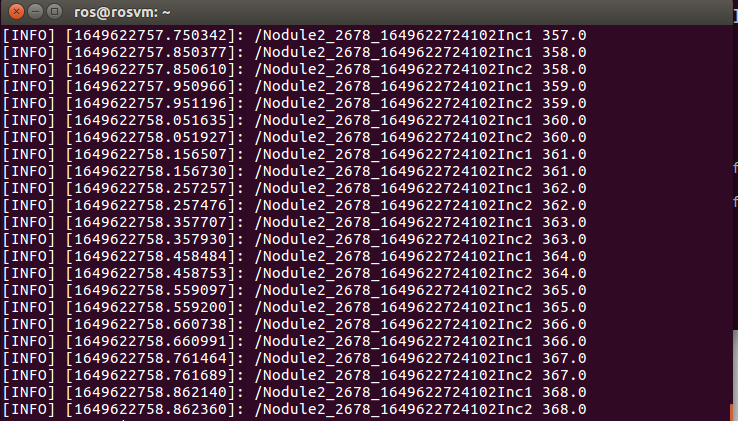 ros@rosvm: ~
[INFO] [1649622757.750342]: /Nodule2_2678_1649622724102Inc1 357.0
[INFO] [1649622757.850377]: /Nodule2_2678_1649622724102Inc1 358.0
[INFO] [1649622757.850610]: /Nodule2_2678_1649622724102Inc2 358.0
[INFO] [1649622757.950966]: /Nodule2_2678_1649622724102Inc1 359.0
[INFO] [1649622757.951196]: /Nodule2_2678_1649622724102Inc2 359.0
[INFO] [1649622758.051635]: /Nodule2_2678_1649622724102Inc1 360.0
[INFO] [1649622758.051927]: /Nodule2_2678_1649622724102Inc2 360.0
[INFO] [1649622758.156507]: /Nodule2_2678_1649622724102Inc1 361.0
[INFO] [1649622758.156730]: /Nodule2_2678_1649622724102Inc2 361.0
[INFO] [1649622758.257257]: /Nodule2_2678_1649622724102Inc1 362.0
[INFO] [1649622758.257476]: /Nodule2_2678_1649622724102Inc2 362.0
[INFO] [1649622758.357707]: /Nodule2_2678_1649622724102Inc1 363.0
[INFO] [1649622758.357930]: /Nodule2_2678_1649622724102Inc2 363.0
[INFO] [1649622758.458484]: /Nodule2_2678_1649622724102Inc1 364.0
[INFO] [1649622758.458753]: /Nodule2_2678_1649622724102Inc2 364.0
[INFO] [1649622758.559097]: /Nodule2_2678_1649622724102Inc2 365.0
[INFO] [1649622758.559200]: /Nodule2_2678_1649622724102Inc1 365.0
[INFO] [1649622758.660738]: /Nodule2_2678_1649622724102Inc2 366.0
[INFO] [1649622758.660991]: /Nodule2_2678_1649622724102Inc1 366.0
[INFO] [1649622758.761464]: /Nodule2_2678_1649622724102Inc1 367.0
[INFO] [1649622758.761689]: /Nodule2_2678_1649622724102Inc2 367.0
[INFO] [1649622758.862140]: /Nodule2_2678_1649622724102Inc1 368.0
[INFO] [1649622758.862360]: /Nodule2_2678_1649622724102Inc2 368.0